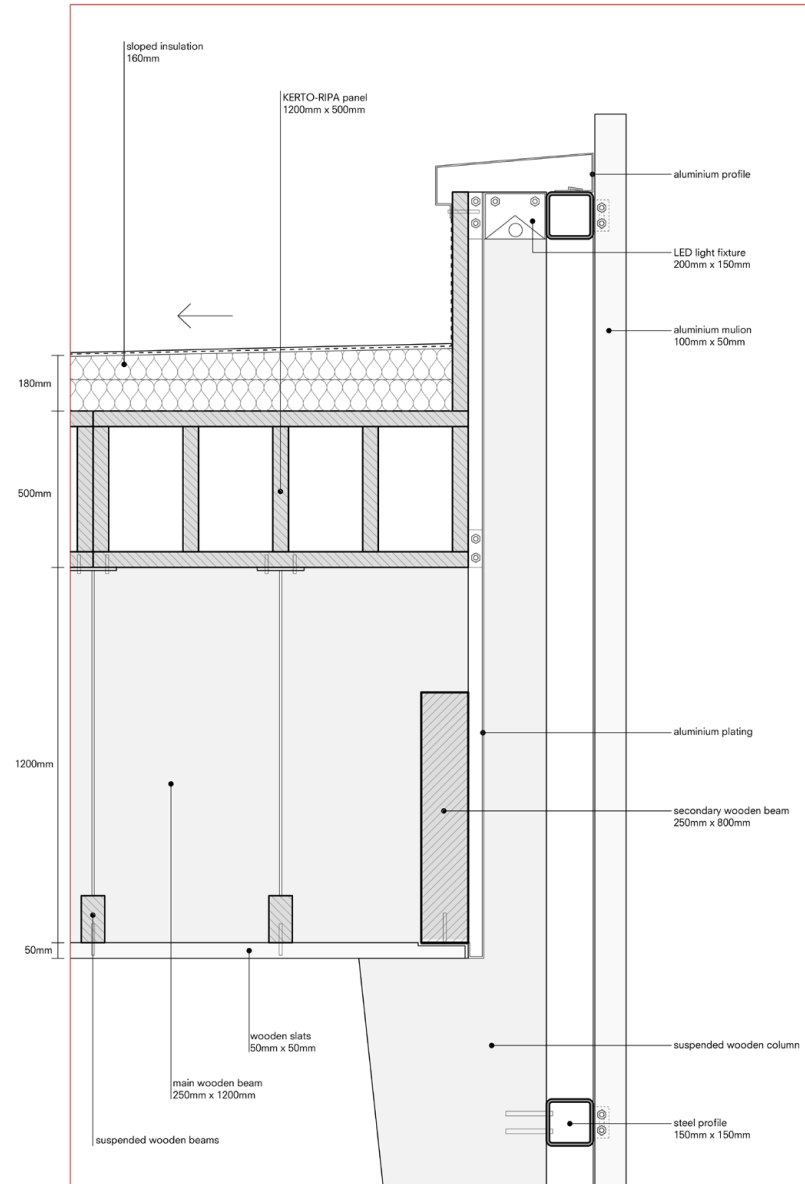 sloped insulation
160mm
KERTO-RIPA panel
1200mm x 500mm
aluminium profile
LED light fixture
200mm x 150mm
aluminium mulion
100mm x 50mm
180mm
500mm
aluminium plating
1200mm
secondary wooden beam
250mm x 800mm
50mm
wooden slats
50mm x 50mm
suspended wooden column
main wooden beam
250mm x 1200mm
steel profile
150mm x 150mm
suspended wooden beams